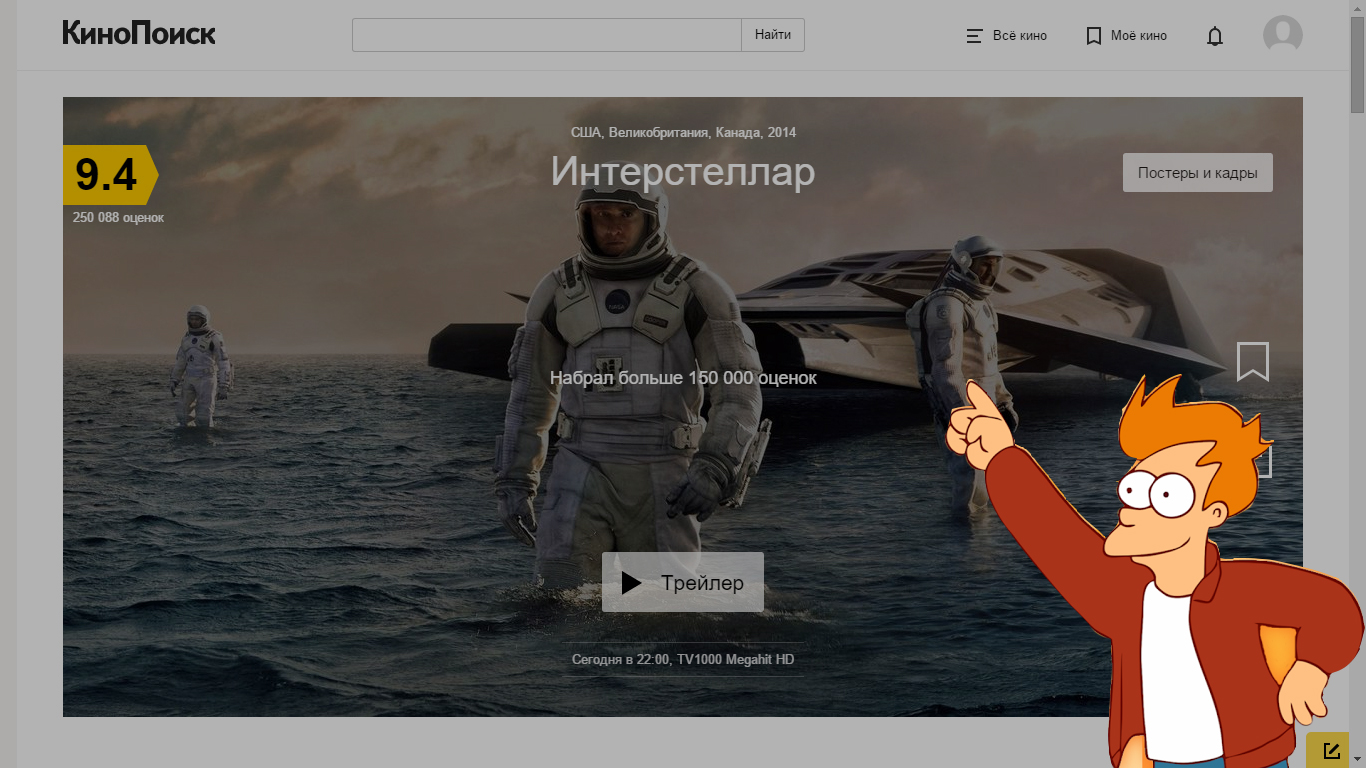 КиноПоиск
Найти
Всё кино
Моё кино
США, Великобритания, Канада, 2014
9.4
Интерстеллар
Постеры и кадры
250 088 оценок
NASA
Набрал больше 150 000 оценок
Трейлер
Сегодня в 22:00, TV1000 Megahit HD